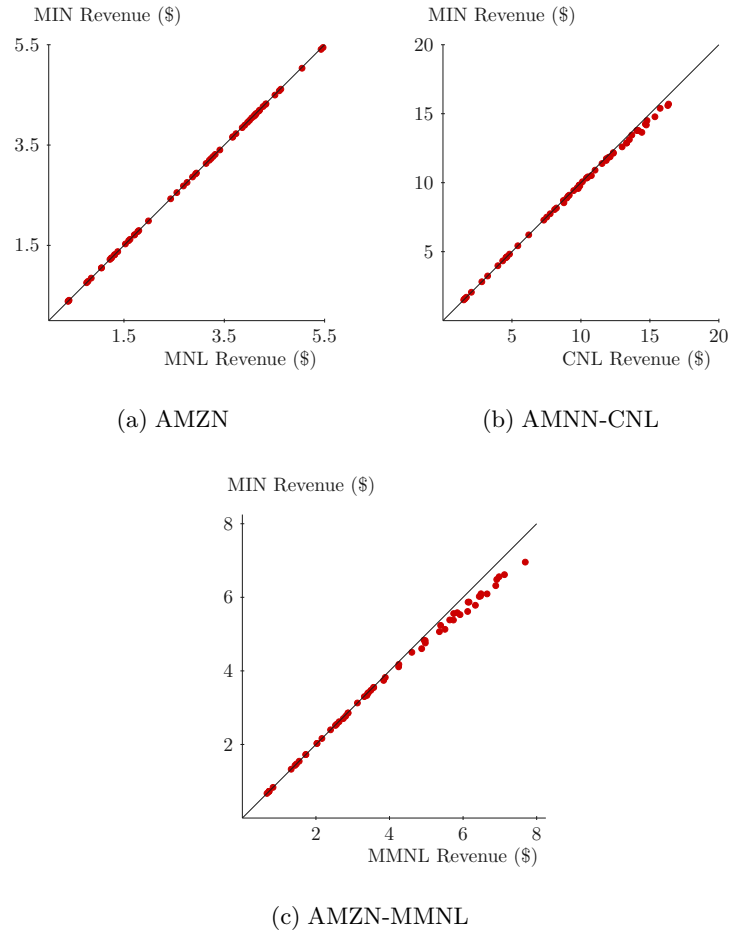 MIN Revenue ($)
5.5
3.5
1.5
1.5 3.5 5.5
MNL Revenue ($)
(a) AMZN
MIN Revenue ($)
20
15
10
5
5 10 15 20
CNL Revenue ($)
(b) AMNN-CNL
MIN Revenue ($)
8
6
4
2
2 4 6 8
MMNL Revenue ($)
(c) AMZN-MMNL